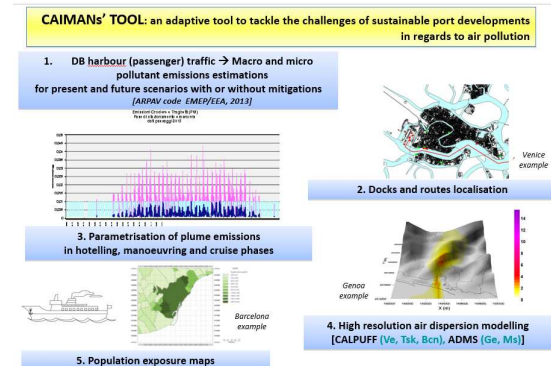 CAIMANs' TOOL: an adaptive tool to tackle the challenges of sustainable port developments
in regards to air pollution
1. DB harbour (passenger) traffic → Macro and micro
pollutant emissions estimations
for present and future scenarios with or without mitigations
[ARPAV code EMEP/EEA, 2013]
Venice
example
2. Docks and routes localisation
3. Parametrisation of plume emissions
in hotelling, manoeuvring and cruise phases
Genoa
example
X (m)
Barcelona
example
4. High resolution air dispersion modelling
[CALPUFF (Ve, Tsk, Bcn), ADMS (Ge, Ms)]
5. Population exposure maps